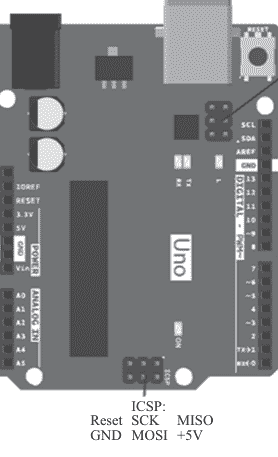 RESET
SCL
SDA
AREF
GND
13
12
11
10
9
8
TX
RX
L
IOREF
RESET
3.3V
5V
GND
Vin
POWER
DIGITAL - PWM~
Uno
7
~6
~5
4
~3
2
TX→1
RX←0
A0
A1
A2
A3
A4
A5
ANALOG IN
ON
ICSP
ICSP:
Reset SCK MISO
GND MOSI +5V